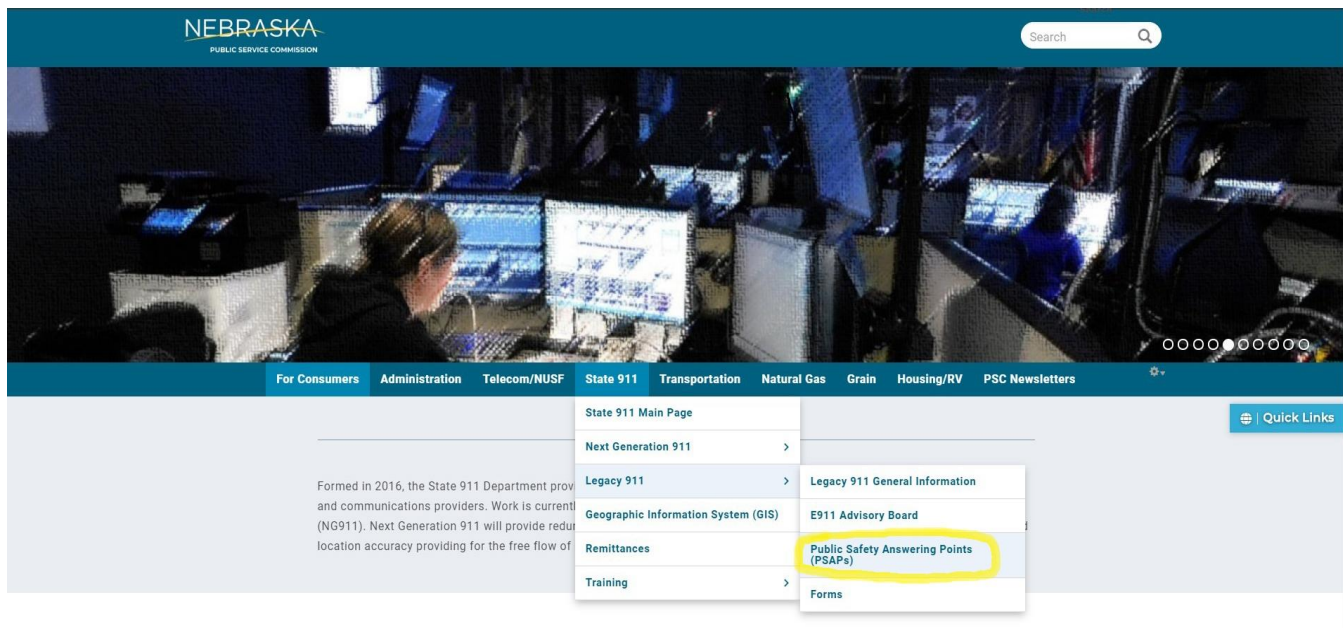 NEBRASKA
PUBLIC SERVICE COMMISSION
Search
For Consumers Administration Telecom/NUSF State 911 Transportation Natural Gas Grain Housing/RV PSC Newsletters
Quick Links
State 911 Main Page
Next Generation 911
Legacy 911
Geographic Information System (GIS)
Remittances
Training
Legacy 911 General Information
E911 Advisory Board
Public Safety Answering Points
(PSAPs)
Forms
Formed in 2016, the State 911 Department
and communications providers. Work is
(NG911). Next Generation 911 will provide
location accuracy providing for the free flow of